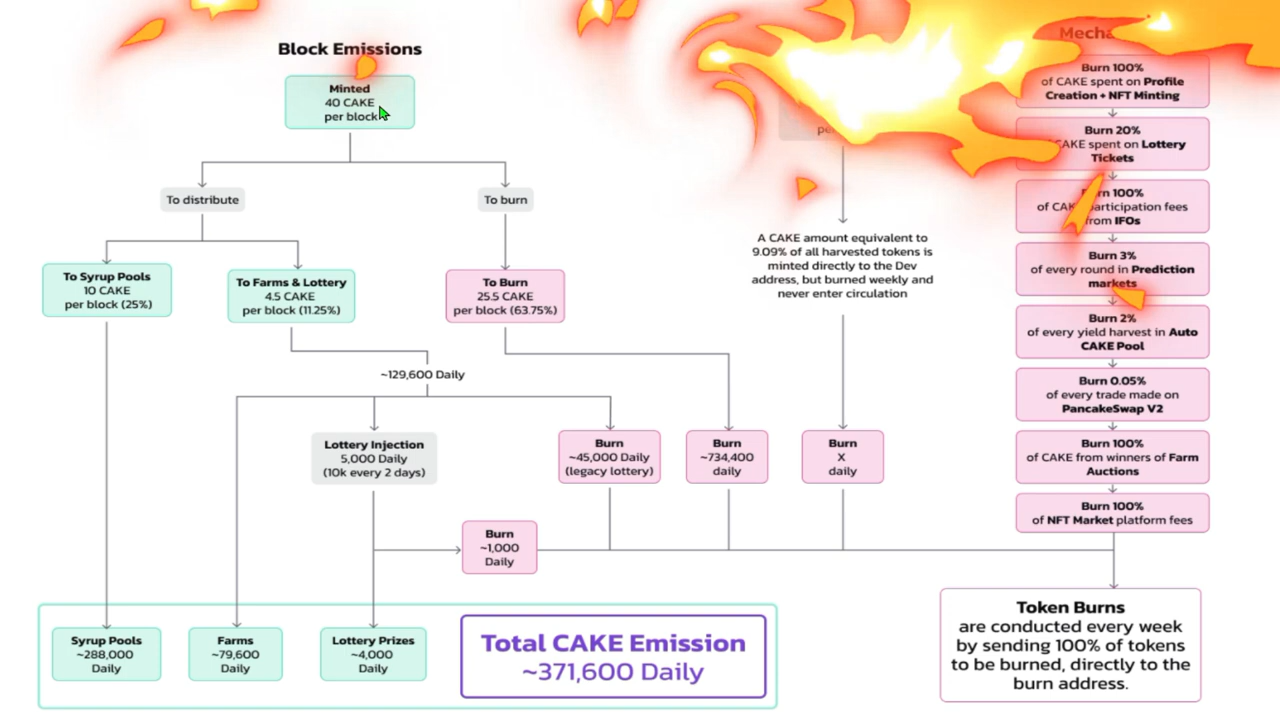 Block Emissions
Minted
40 CAKE
per block
To distribute
To burn
To Syrup Pools
10 CAKE
per block (25%)
To Farms & Lottery
4.5 CAKE
per block (11.25%)
To Burn
25.5 CAKE
per block (63.75%)
A CAKE amount equivalent to
9.09% of all harvested tokens is
minted directly to the Dev
address, but burned weekly and
never enter circulation
~129,600 Daily
Lottery Injection
5,000 Daily
(10k every 2 days)
Burn
~45,000 Daily
(legacy lottery)
Burn
~734,400
daily
Burn
X
daily
Burn
~1,000
Daily
Syrup Pools
~288,000
Daily
Farms
~79,600
Daily
Lottery Prizes
~4,000
Daily
Total CAKE Emission
~371,600 Daily
Burn 100%
of CAKE spent on Profile
Creation + NFT Minting
Burn 20%
CAKE spent on Lottery
Tickets
100%
of participation fees
from IFOs
Burn 3%
of every round in Prediction
markets
Burn 2%
of every yield harvest in Auto
CAKE Pool
Burn 0.05%
of every trade made on
PancakeSwap V2
Burn 100%
of CAKE from winners of Farm
Auctions
Burn 100%
of NFT Market platform fees
Token Burns
are conducted every week
by sending 100% of tokens
to be burned, directly to the
burn address.